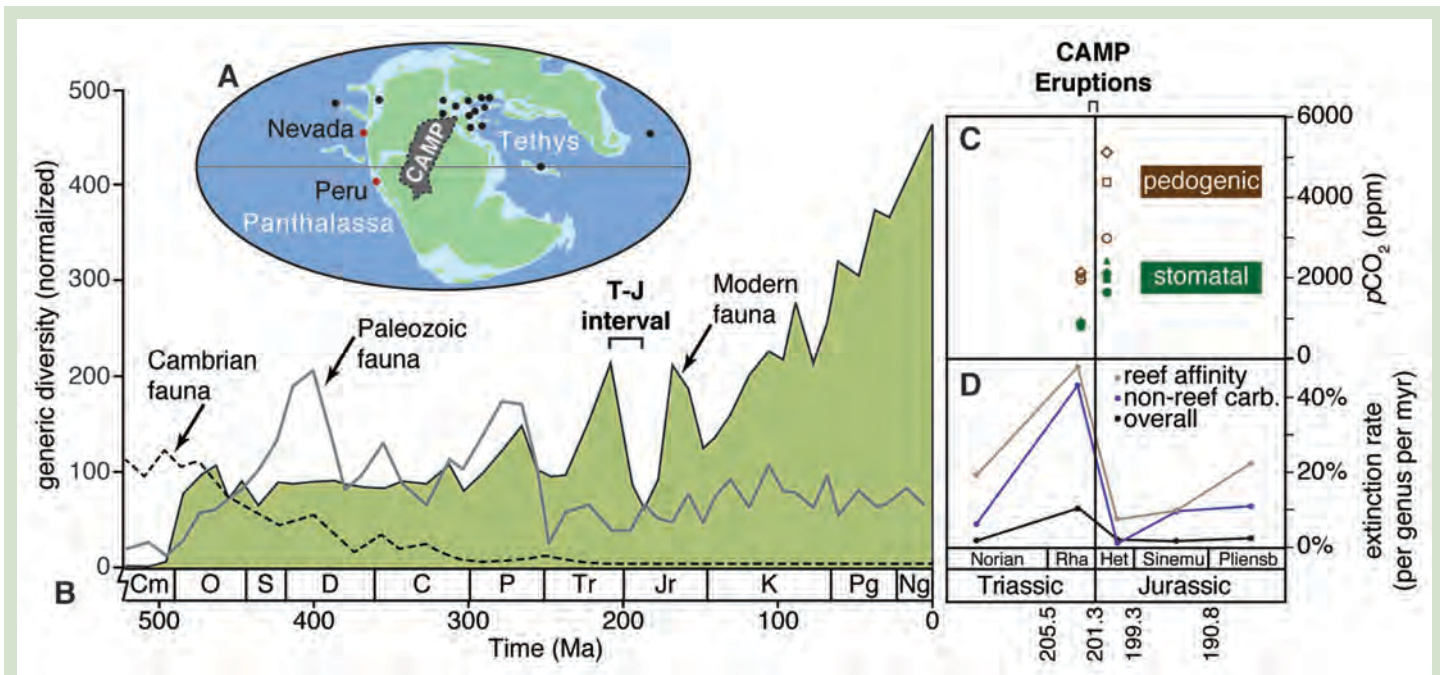 A
Nevada
Peru
Panthalassa
CAMP
Tethys
generic diversity (normalized)
500
400
300
200
100
0
Cambrian
fauna
Paleozoic
fauna
T-J
interval
Modern
fauna
B
Cm
O
S
D
C
P
Tr
Jr
K
Pg
Ng
500
400
300
200
100
0
Time (Ma)
CAMP
Eruptions
C
pedogenic
stomatal
6000
4000
2000
0
pCO₂ (ppm)
D
reef affinity
non-reef carb.
overall
40%
20%
0%
extinction rate
(per genus per myr)
Norian
Rha
Het
Sinemu
Pliensb
Triassic
Jurassic
205.5
201.3
199.3
190.8